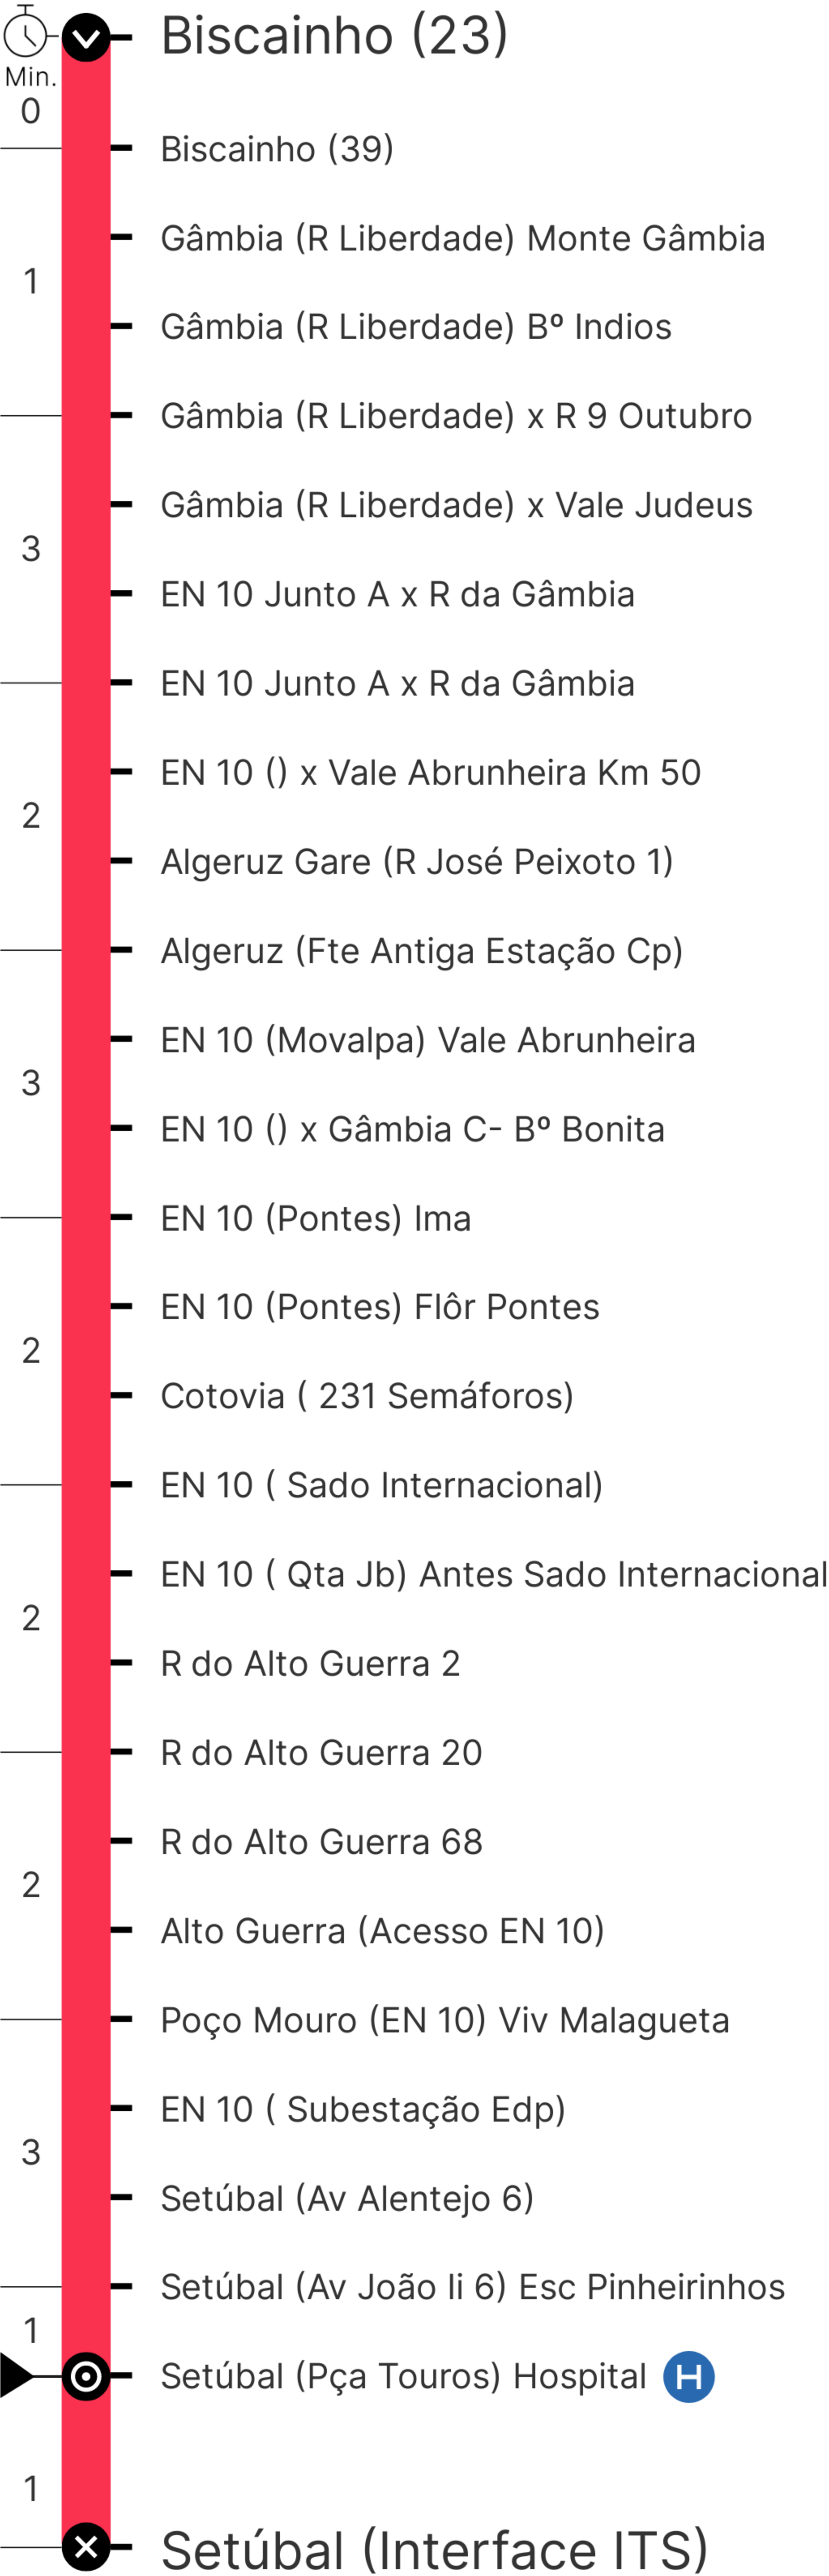 Biscainho (23)
Min.
0
Biscainho (39)
Gâmbia (R Liberdade) Monte Gâmbia
1
Gâmbia (R Liberdade) Bº Indios
Gâmbia (R Liberdade) x R 9 Outubro
Gâmbia (R Liberdade) x Vale Judeus
3
EN 10 Junto A x R da Gâmbia
EN 10 Junto A x R da Gâmbia
EN 10 () x Vale Abrunheira Km 50
2
Algeruz Gare (R José Peixoto 1)
Algeruz (Fte Antiga Estação Cp)
EN 10 (Movalpa) Vale Abrunheira
3
EN 10 () x Gâmbia C- Bº Bonita
EN 10 (Pontes) Ima
EN 10 (Pontes) Flôr Pontes
2
Cotovia ( 231 Semáforos)
EN 10 ( Sado Internacional)
EN 10 ( Qta Jb) Antes Sado Internacional
2
R do Alto Guerra 2
R do Alto Guerra 20
R do Alto Guerra 68
2
Alto Guerra (Acesso EN 10)
Poço Mouro (EN 10) Viv Malagueta
EN 10 ( Subestação Edp)
3
Setúbal (Av Alentejo 6)
Setúbal (Av João Ii 6) Esc Pinheirinhos
1
Setúbal (Pça Touros) Hospital H
1
Setúbal (Interface ITS)